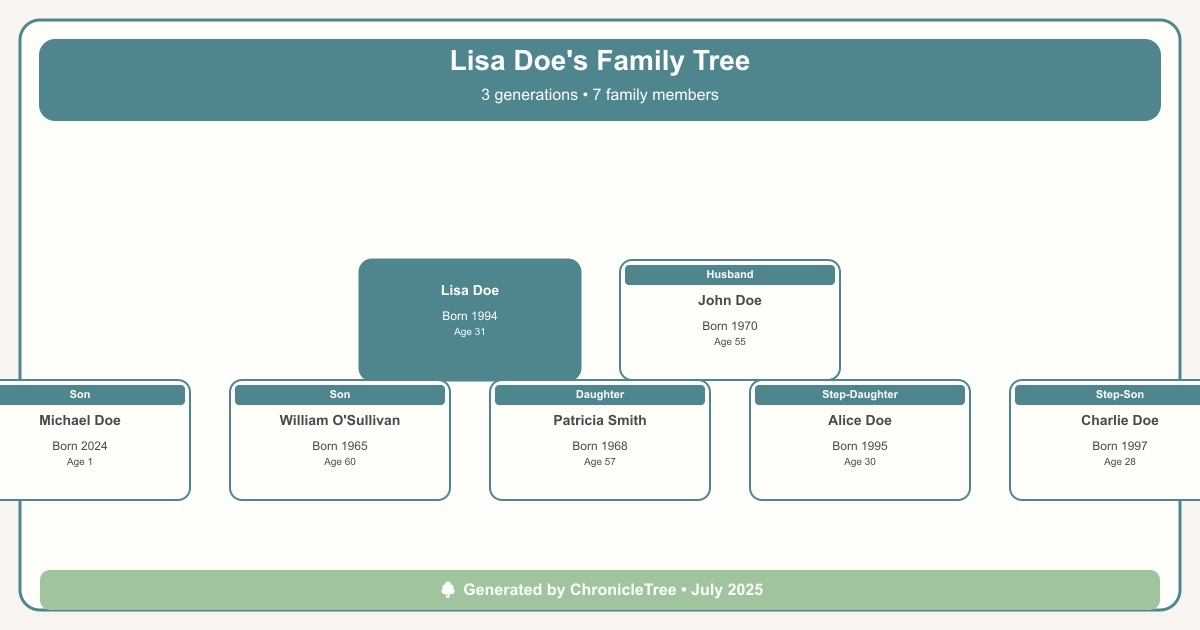 Lisa Doe's Family Tree
3 generations • 7 family members
Lisa Doe
Born 1994
Age 31
Husband
John Doe
Born 1970
Age 55
Son
Michael Doe
Born 2024
Age 1
Son
William O'Sullivan
Born 1965
Age 60
Daughter
Patricia Smith
Born 1968
Age 57
Step-Daughter
Alice Doe
Born 1995
Age 30
Step-Son
Charlie Doe
Born 1997
Age 28
Generated by ChronicleTree • July 2025